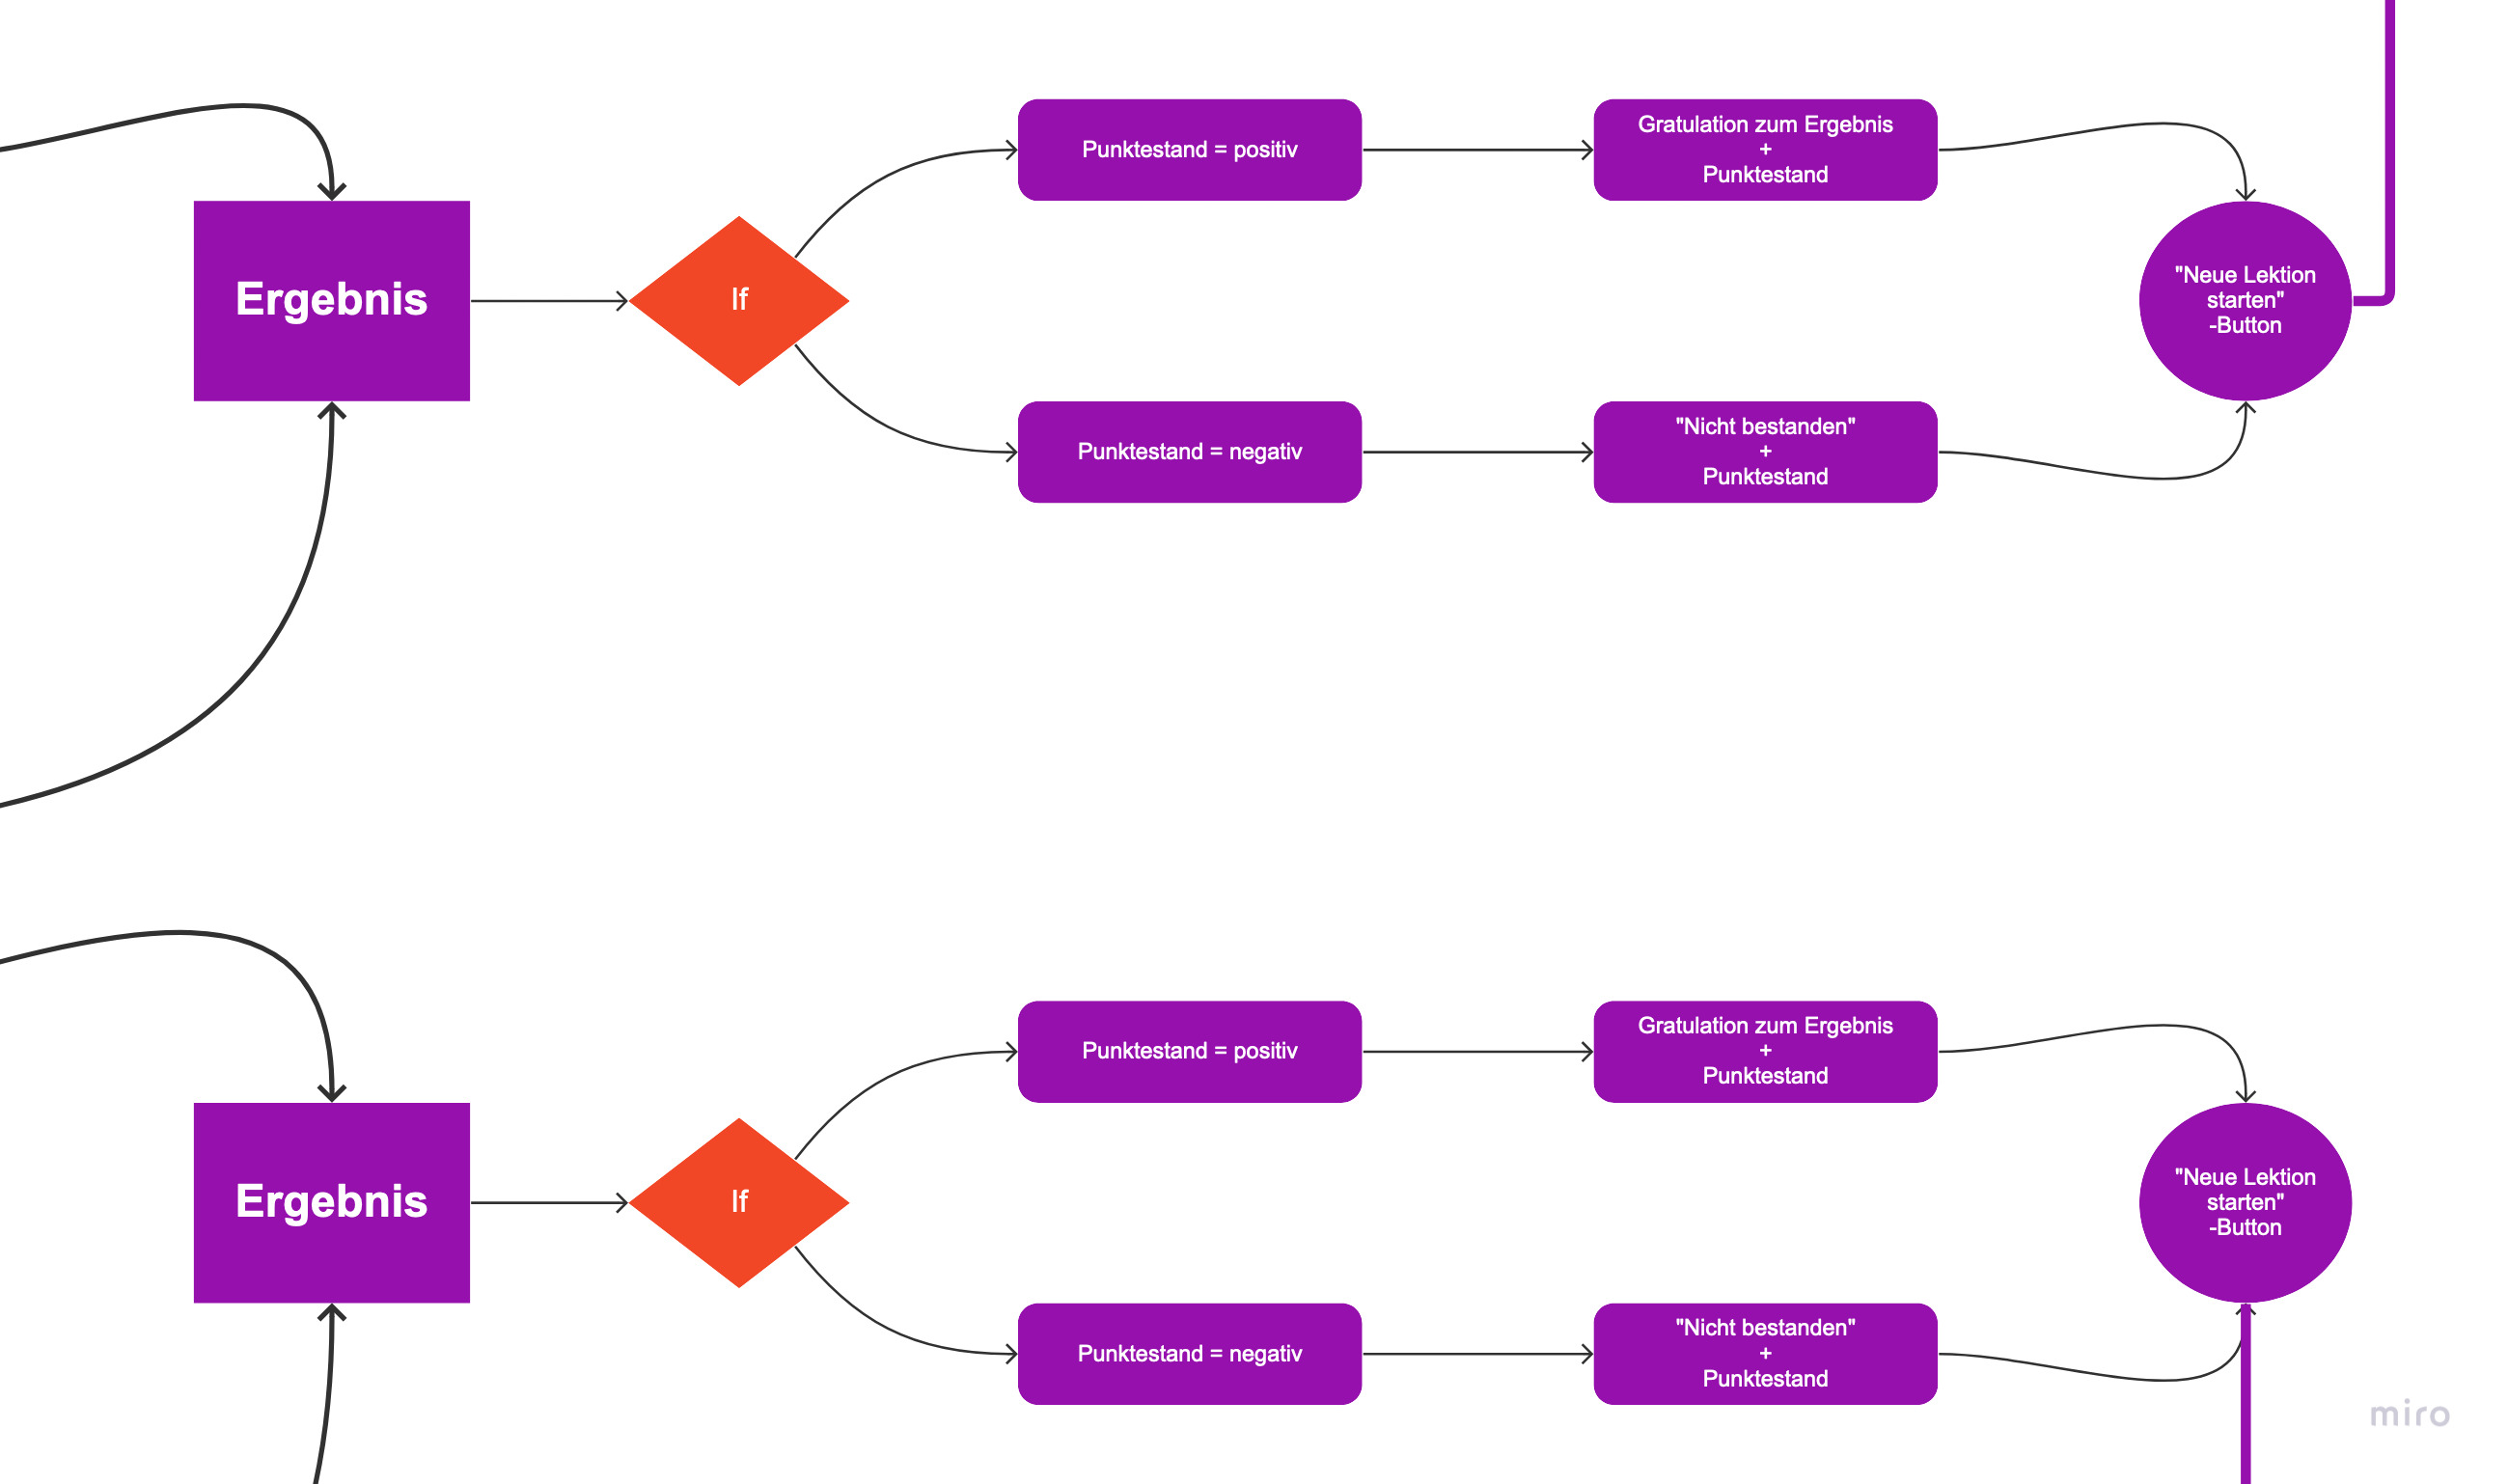 Punktestand = positiv
Gratulation zum Ergebnis
+
Punktestand
Ergebnis
If
"Neue Lektion
starten"
-Button
Punktestand = negativ
"Nicht bestanden"
+
Punktestand
Punktestand = positiv
Gratulation zum Ergebnis
+
Punktestand
Ergebnis
If
"Neue Lektion
starten"
-Button
Punktestand = negativ
"Nicht bestanden"
+
Punktestand
miro